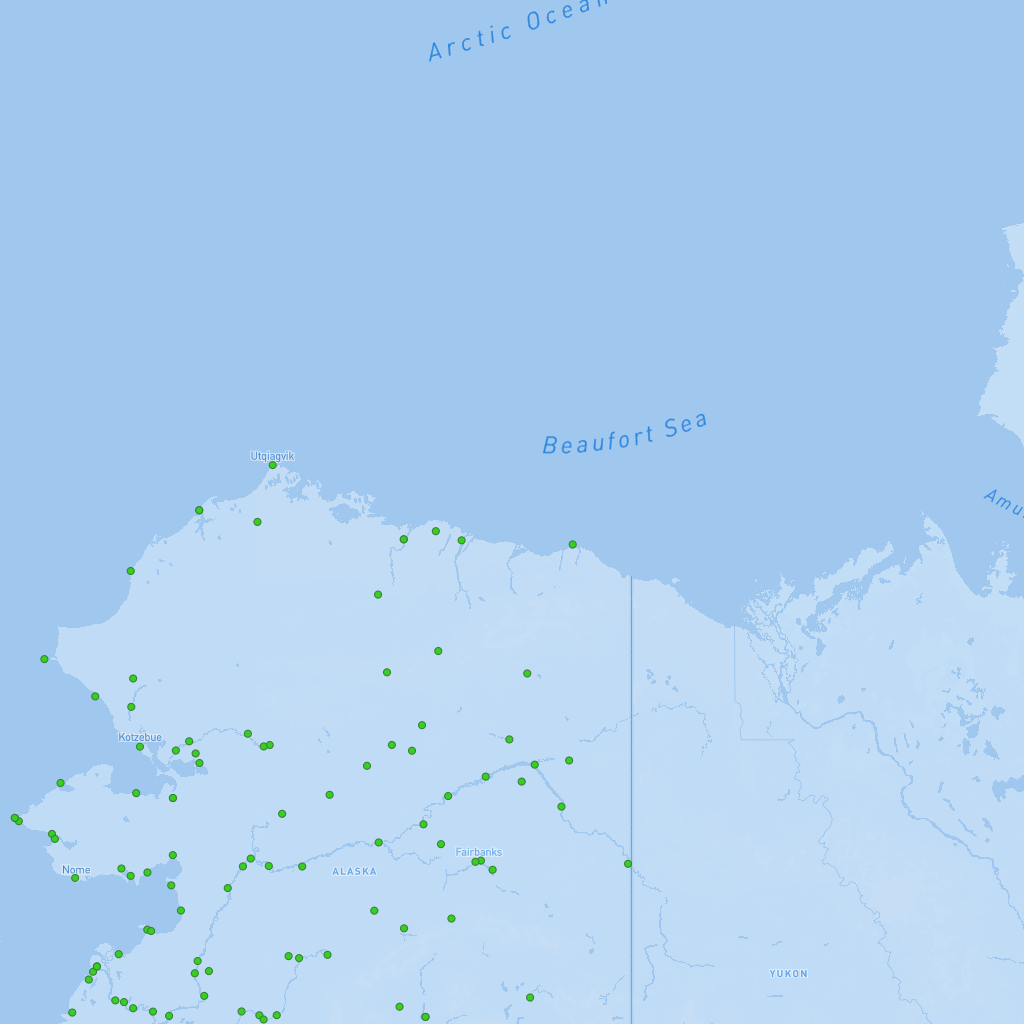 Arctic Ocean
Beaufort Sea
Utqiagvik
Kotzebue
Fairbanks
Nome
ALASKA
YUKON